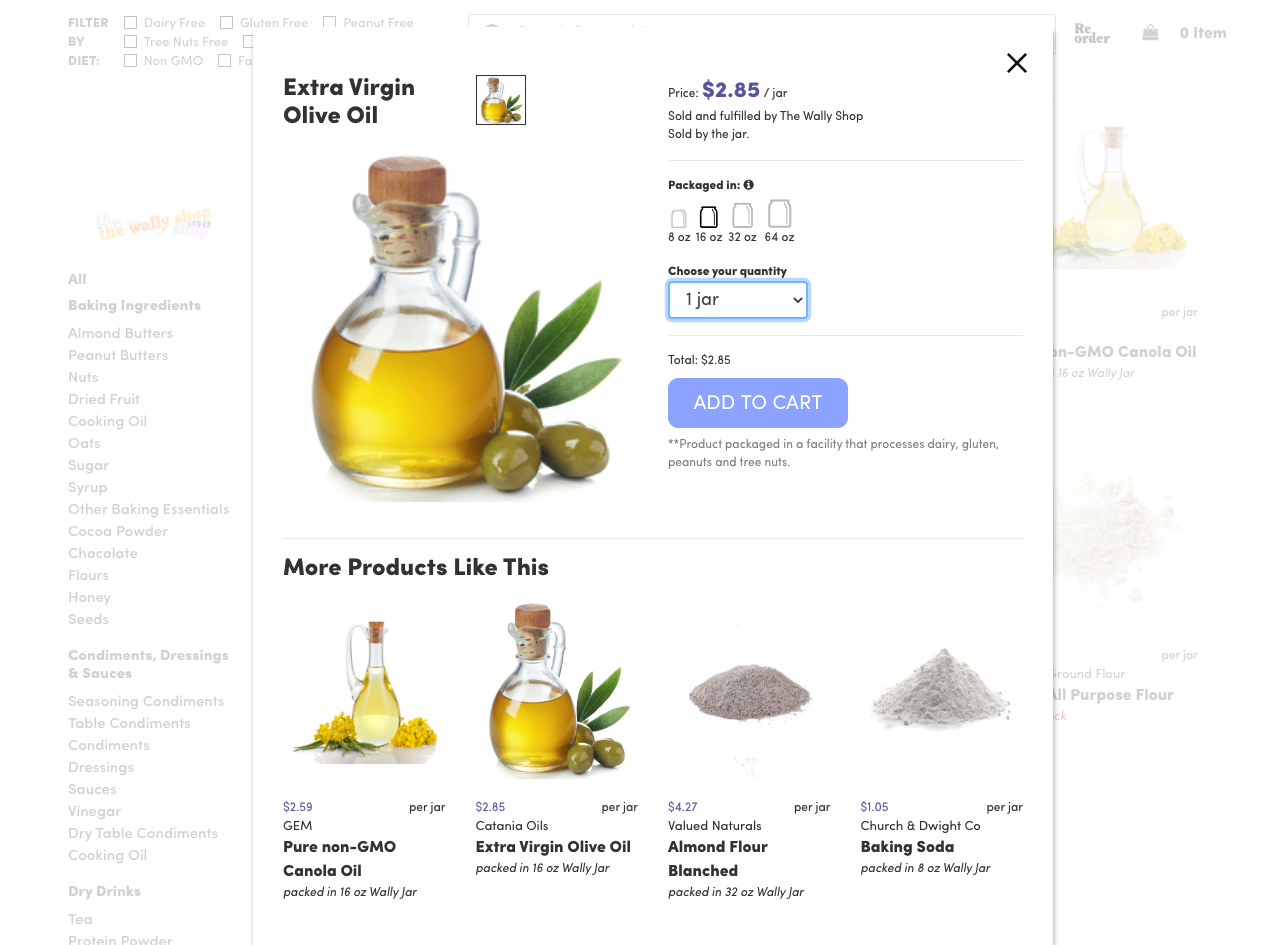 FILTER
BY
DIET:
Dairy Free
Gluten Free
Peanut Free
Tree Nuts Free
Non GMO
Re
order
0 Item
the wally shop
All
Baking Ingredients
Almond Butters
Peanut Butters
Nuts
Dried Fruit
Cooking Oil
Oats
Sugar
Syrup
Other Baking Essentials
Cocoa Powder
Chocolate
Flours
Honey
Seeds
Condiments, Dressings
& Sauces
Seasoning Condiments
Table Condiments
Condiments
Dressings
Sauces
Vinegar
Dry Table Condiments
Cooking Oil
Dry Drinks
Tea
Protein Powder
Extra Virgin
Olive Oil
Price: $2.85 / jar
Sold and fulfilled by The Wally Shop
Sold by the jar.
Packaged in:
8 oz 16 oz 32 oz 64 oz
Choose your quantity
1 jar
Total: $2.85
ADD TO CART
**Product packaged in a facility that processes dairy, gluten,
peanuts and tree nuts.
More Products Like This
$2.59 per jar
GEM
Pure non-GMO
Canola Oil
packed in 16 oz Wally Jar
$2.85 per jar
Catania Oils
Extra Virgin Olive Oil
packed in 16 oz Wally Jar
$4.27 per jar
Valued Naturals
Almond Flour
Blanched
packed in 32 oz Wally Jar
$1.05 per jar
Church & Dwight Co
Baking Soda
packed in 8 oz Wally Jar
per jar
n-GMO Canola Oil
16 oz Wally Jar
per jar
Ground Flour
All Purpose Flour